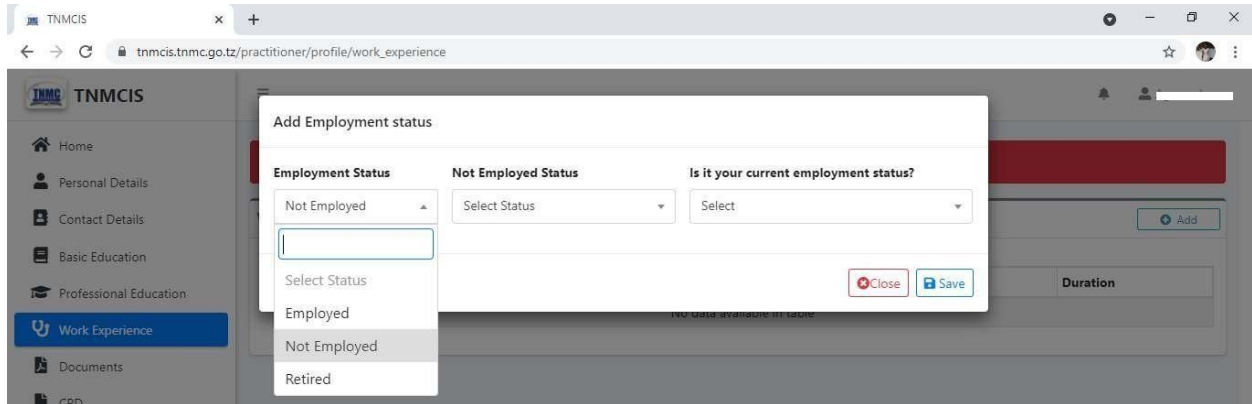 TNMCIS
tnmcis.tnmc.go.tz/practitioner/profile/work_experience
TNMC TNMCIS
Home
Personal Details
Contact Details
Basic Education
Professional Education
Work Experience
Documents
CPD
Add Employment status
Employment Status Not Employed Status Is it your current employment status?
Not Employed Select Status Select
Select Status
Employed
Not Employed
Retired
Close Save
Add
Duration
No data available in table